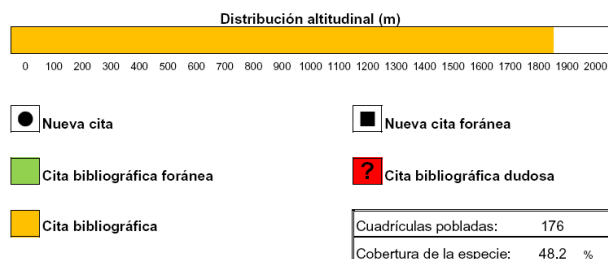 Distribución altitudinal (m)
0 100 200 300 400 500 600 700 800 900 1000 1100 1200 1300 1400 1500 1600 1700 1800 1900 2000
Nueva cita
Nueva cita foránea
Cita bibliográfica foránea
? Cita bibliográfica dudosa
Cita bibliográfica
Cuadrículas pobladas: 176
Cobertura de la especie: 48.2 %